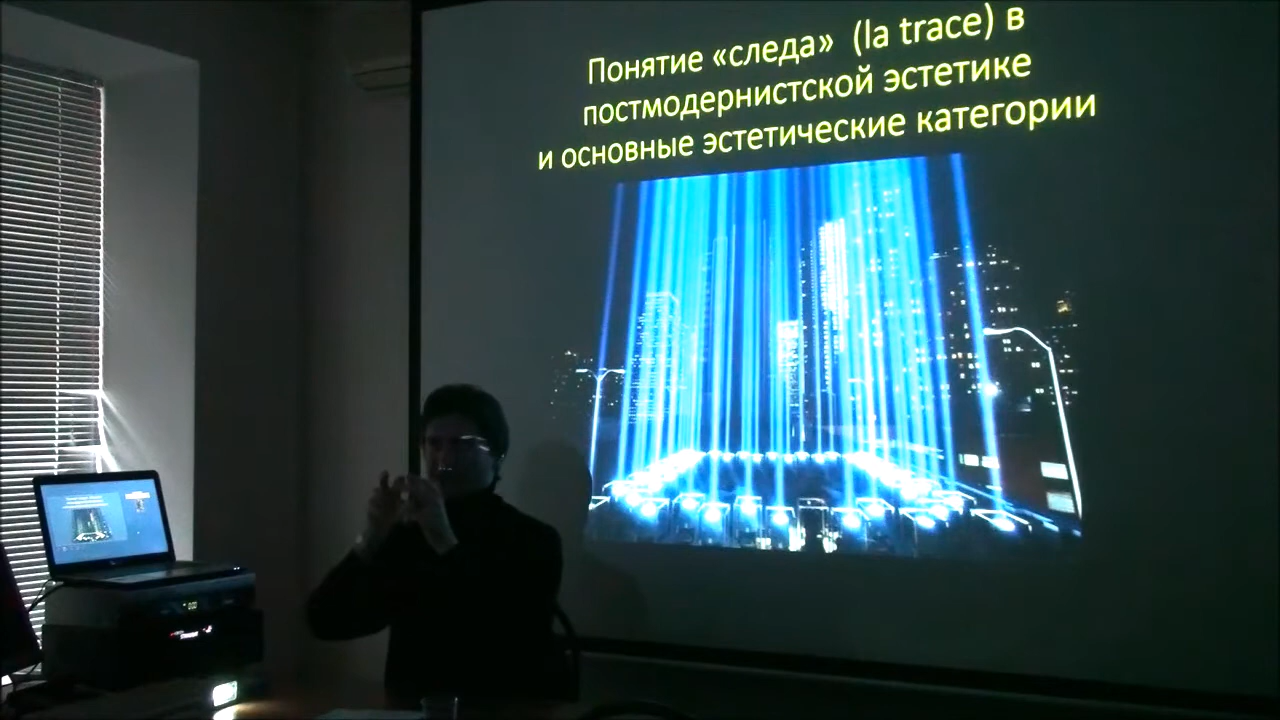 Понятие «следа» (la trace) в
постмодернистской эстетике
и основные эстетические категории